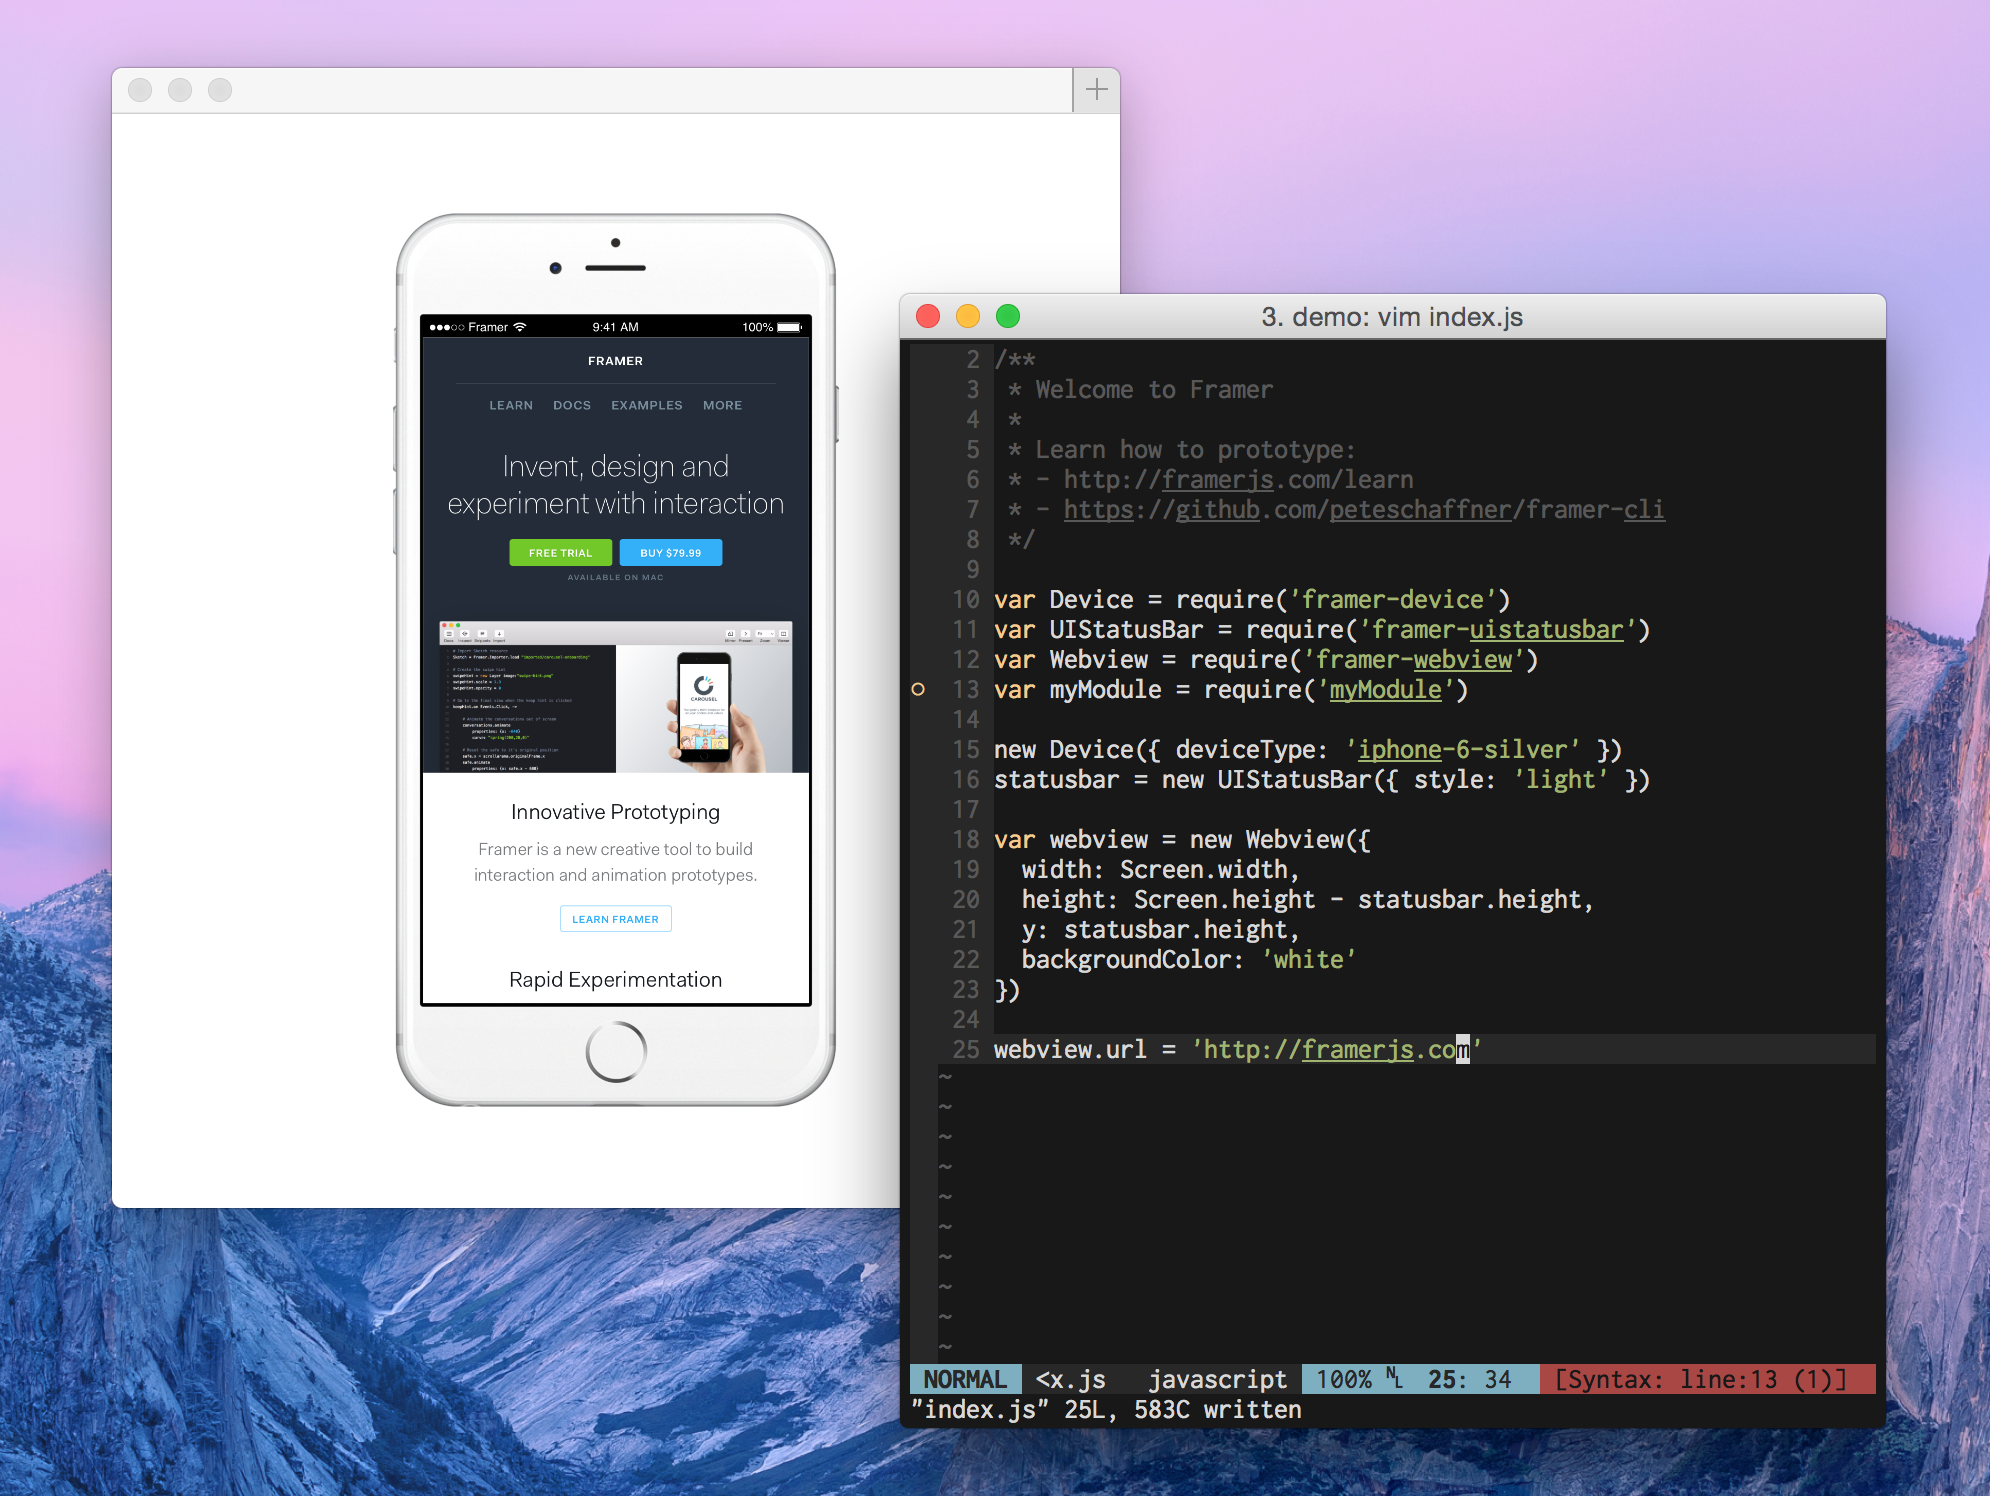 Framer
9:41 AM
100%
FRAMER
LEARN DOCS EXAMPLES MORE
Invent, design and
experiment with interaction
FREE TRIAL
BUY $79.99
AVAILABLE ON MAC
CAROUSEL
Innovative Prototyping
Framer is a new creative tool to build
interaction and animation prototypes.
LEARN FRAMER
Rapid Experimentation
3. demo: vim index.js
2 /**
3  * Welcome to Framer
4  *
5  * Learn how to prototype:
6  * - http://framerjs.com/learn
7  * - https://github.com/peteschaffner/framer-cli
8  */
9
10 var Device = require('framer-device')
11 var UIStatusBar = require('framer-uistatusbar')
12 var Webview = require('framer-webview')
13 var myModule = require('myModule')
14
15 new Device({ deviceType: 'iphone-6-silver' })
16 statusbar = new UIStatusBar({ style: 'light' })
17
18 var webview = new Webview({
19   width: Screen.width,
20   height: Screen.height - statusbar.height,
21   y: statusbar.height,
22   backgroundColor: 'white'
23 })
24
25 webview.url = 'http://framerjs.com'
~
~
~
~
~
~
~
~
~
~
NORMAL <x.js javascript 100% NL 25: 34 [Syntax: line:13 (1)]
"index.js" 25L, 583C written